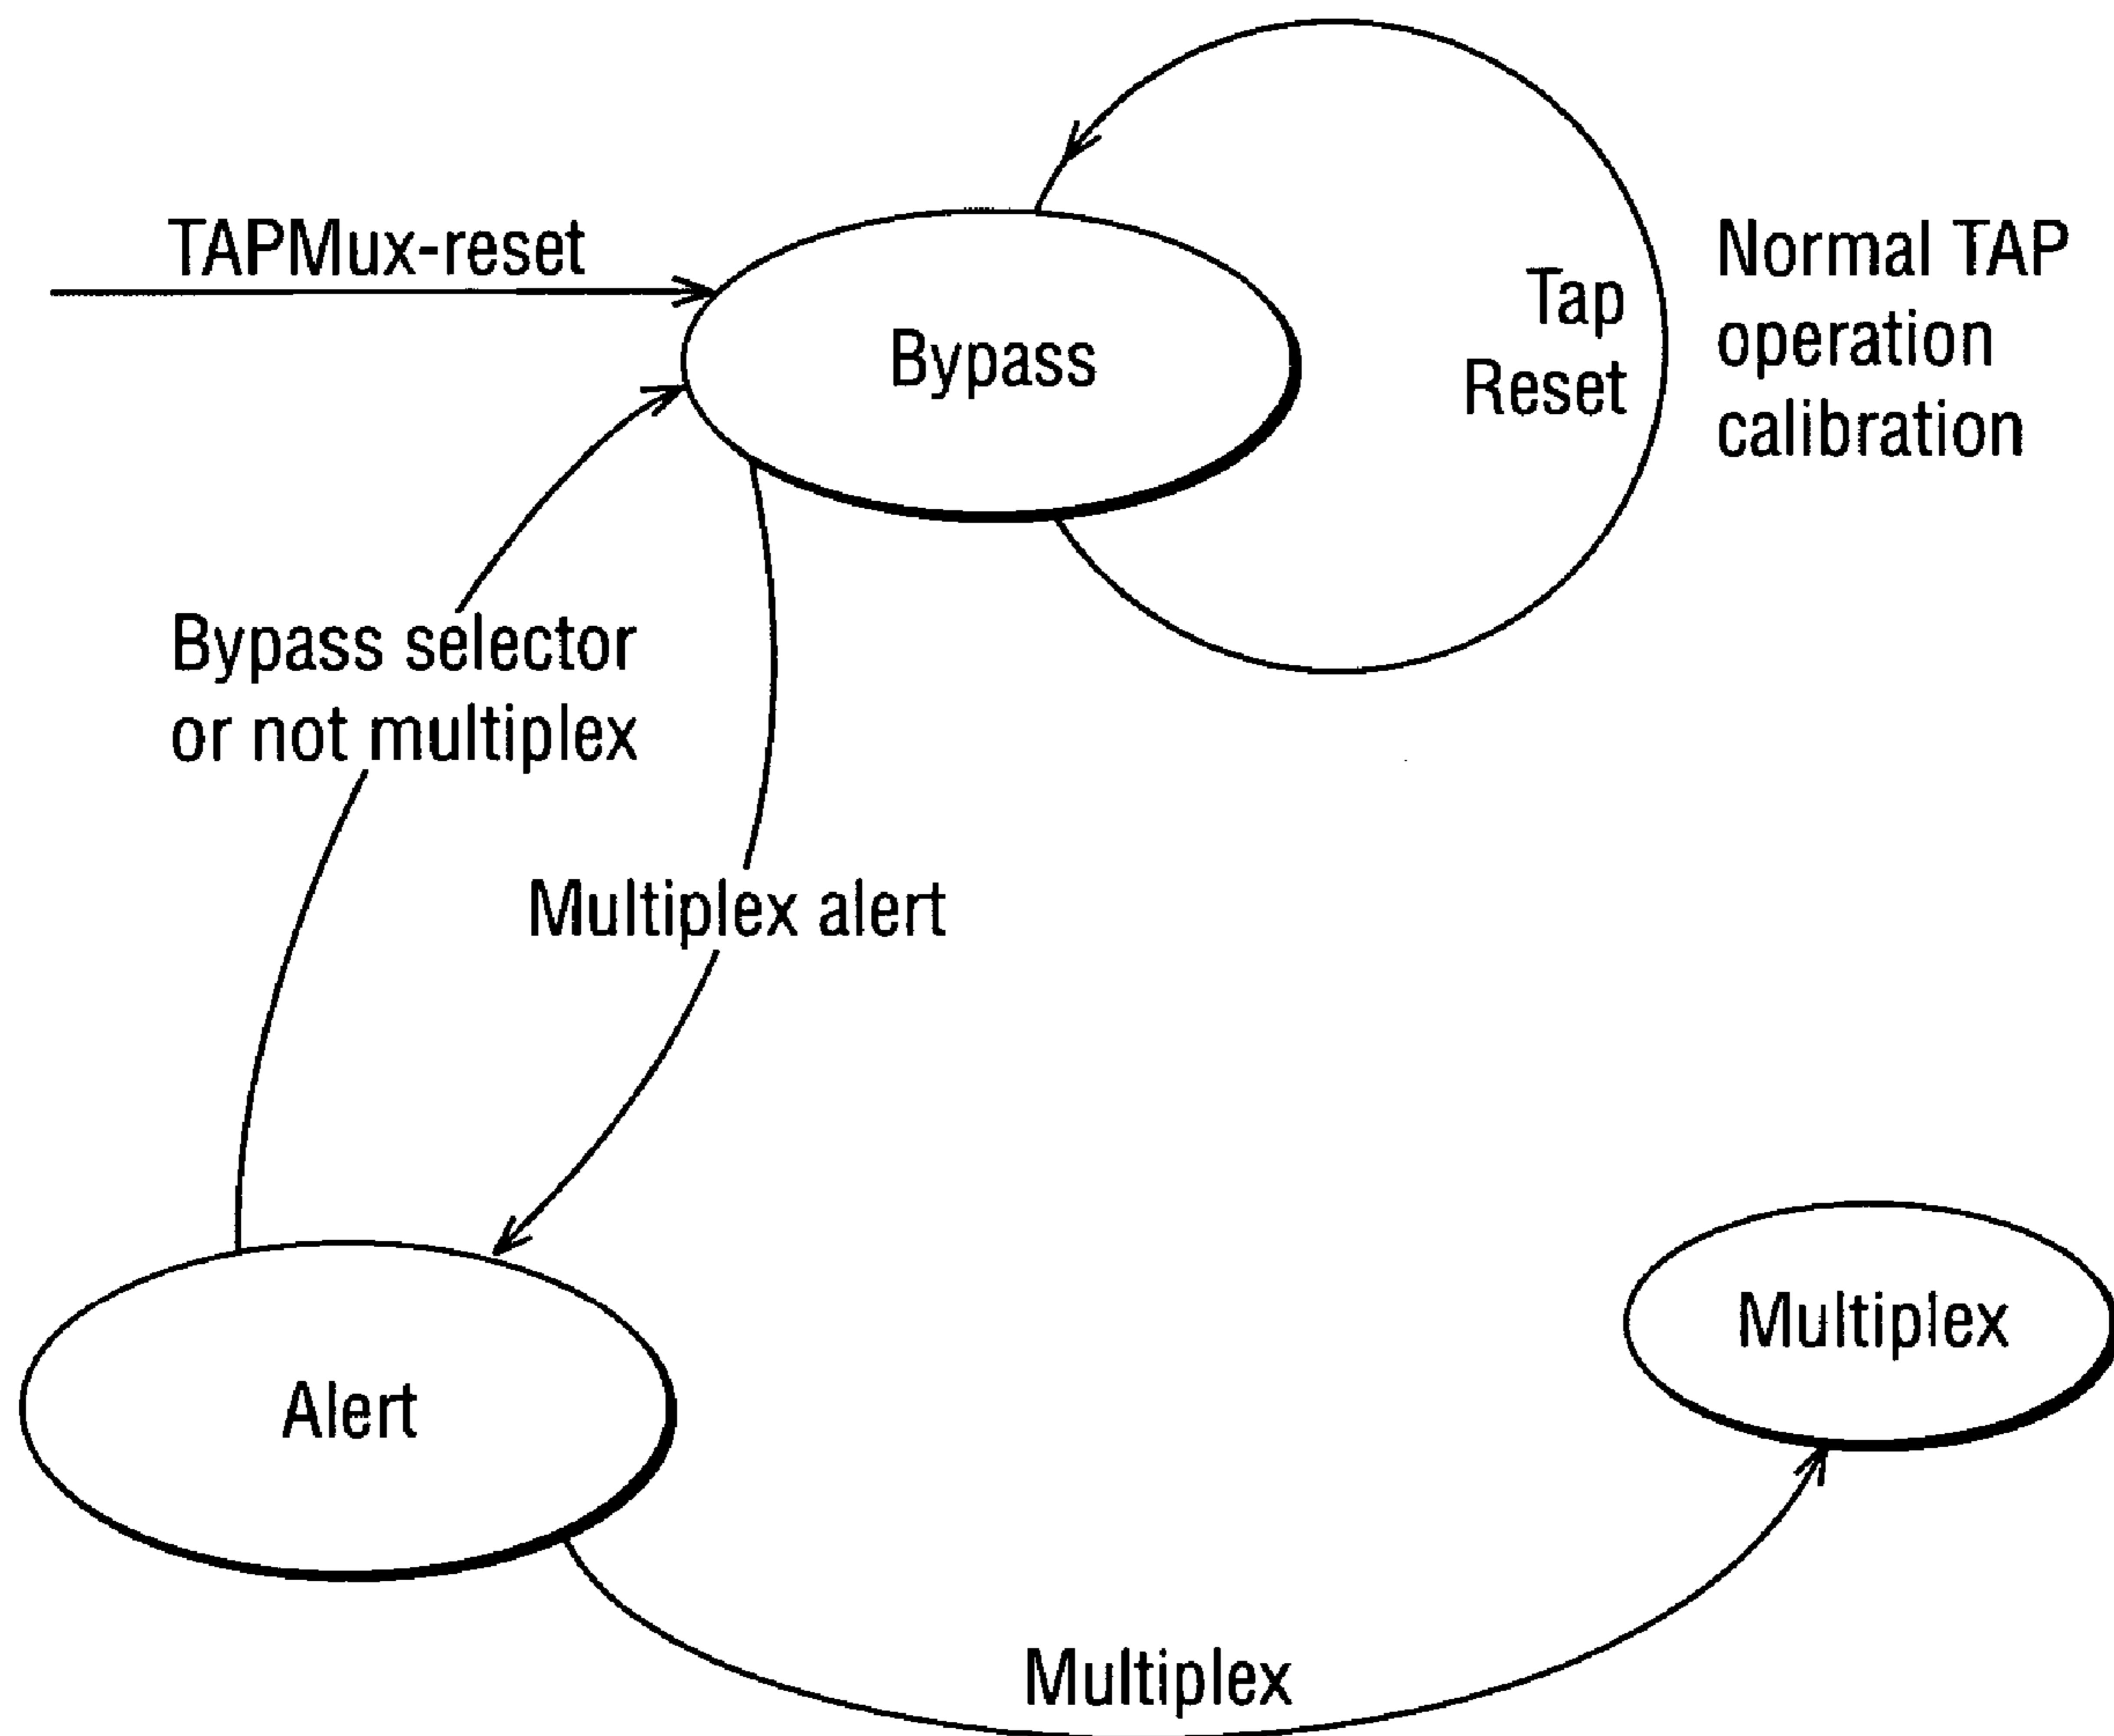 TAPMux-reset
Bypass
Tap
Reset
Normal TAP
operation
calibration
Bypass selector
or not multiplex
Multiplex alert
Alert
Multiplex
Multiplex